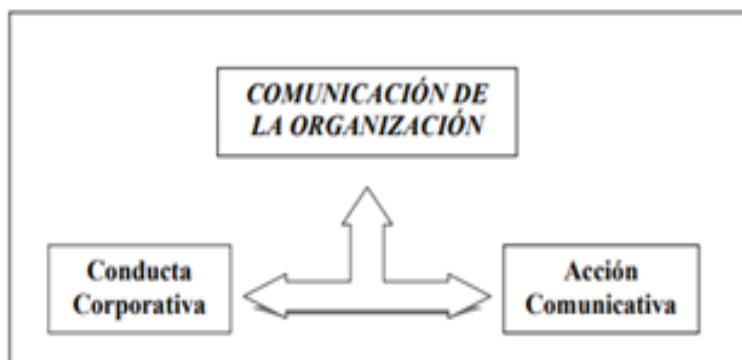 COMUNICACIÓN DE
LA ORGANIZACIÓN
Conducta
Corporativa
Acción
Comunicativa